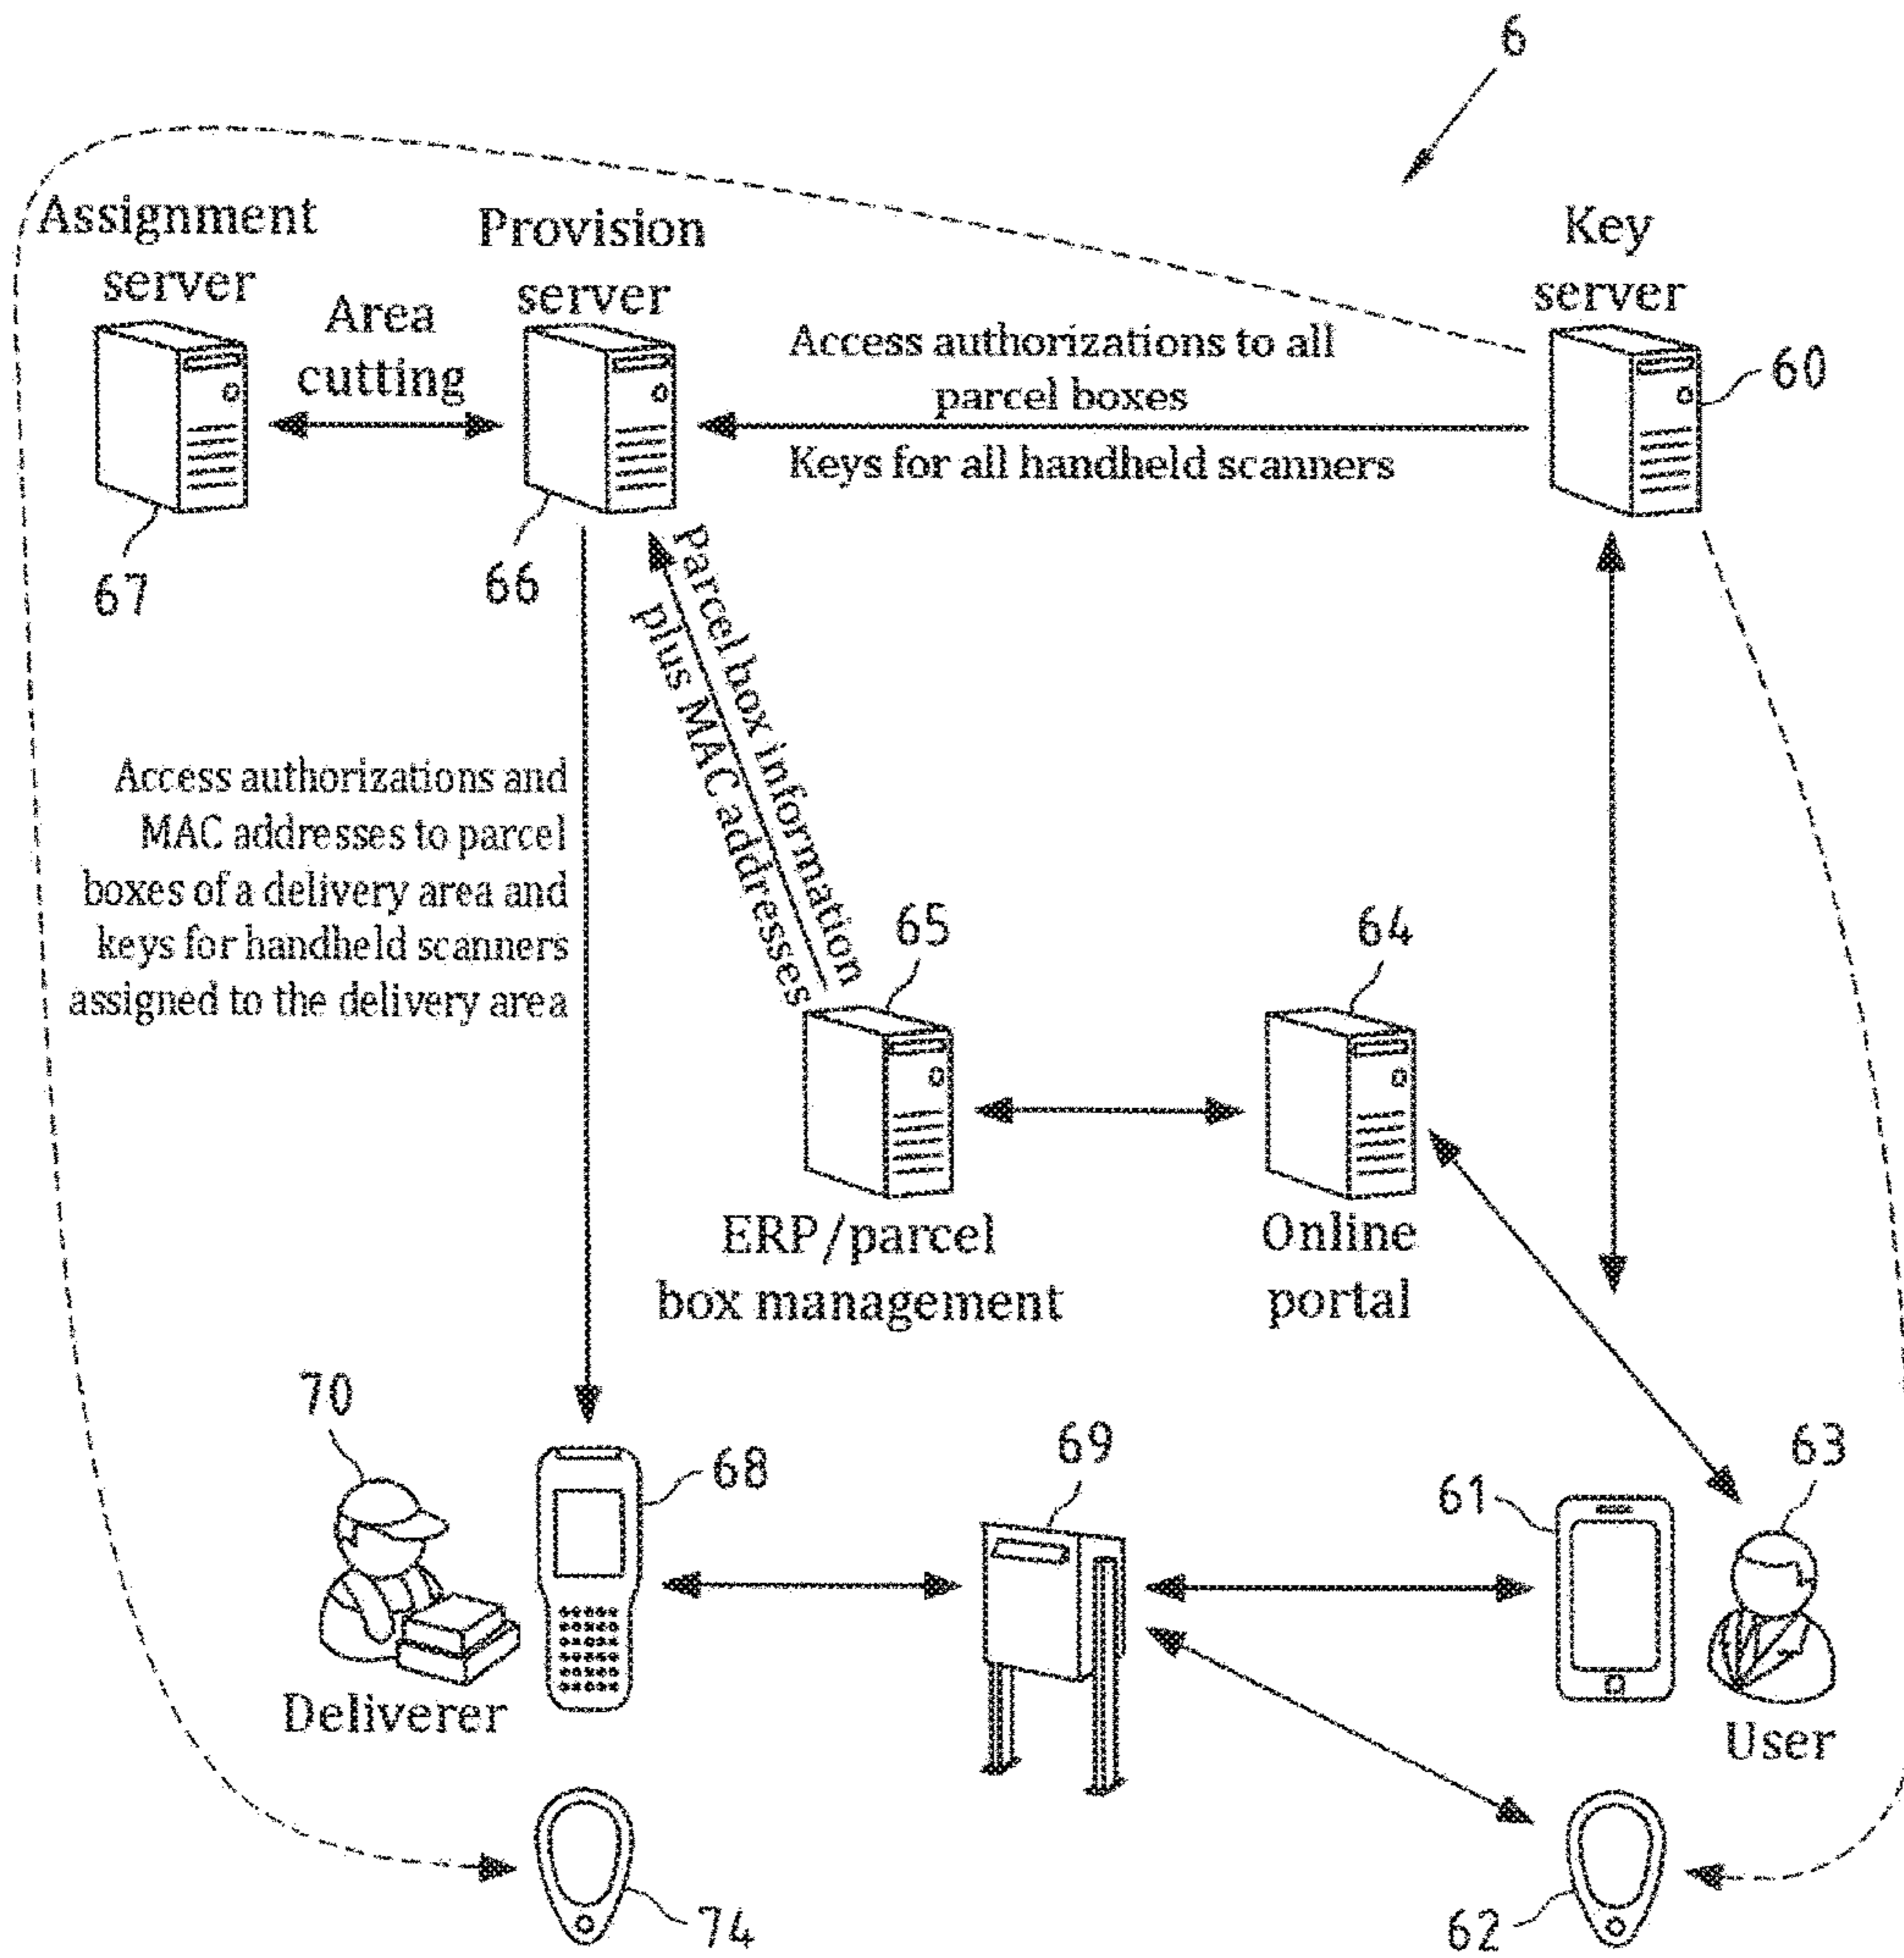 6
Assignment
server
Provision
server
Key
server
Area
cutting
Access authorizations to all
parcel boxes
Keys for all handheld scanners
60
67
66
Parcel box information
plus MAC addresses
Access authorizations and
MAC addresses to parcel
boxes of a delivery area and
keys for handheld scanners
assigned to the delivery area
65
64
ERP/parcel
box management
Online
portal
70
68
69
61
63
Deliverer
User
74
62